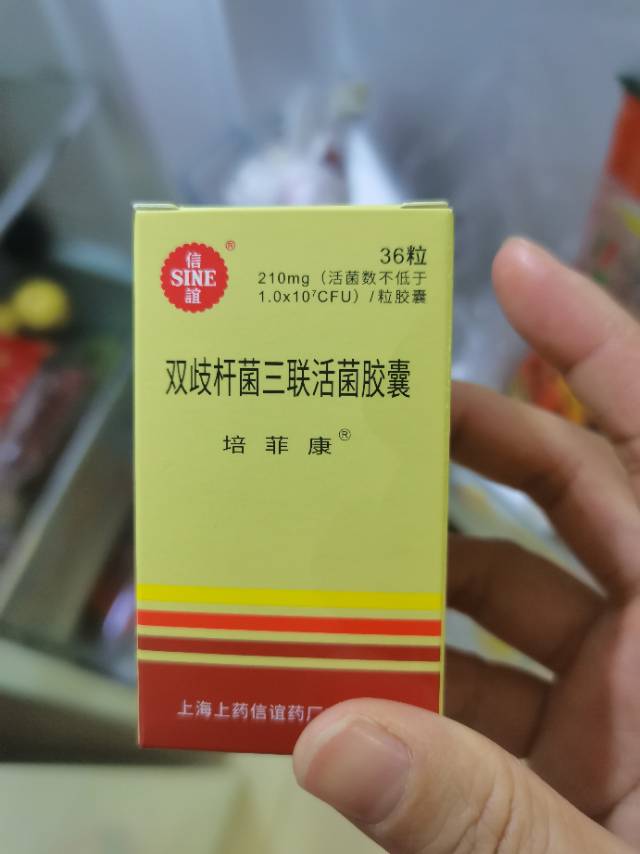 信
SINE
誼
®
36粒
210mg（活菌数不低于
1.0x10⁷CFU）/粒胶囊
双歧杆菌三联活菌胶囊
培菲康®
上海上药信谊药厂